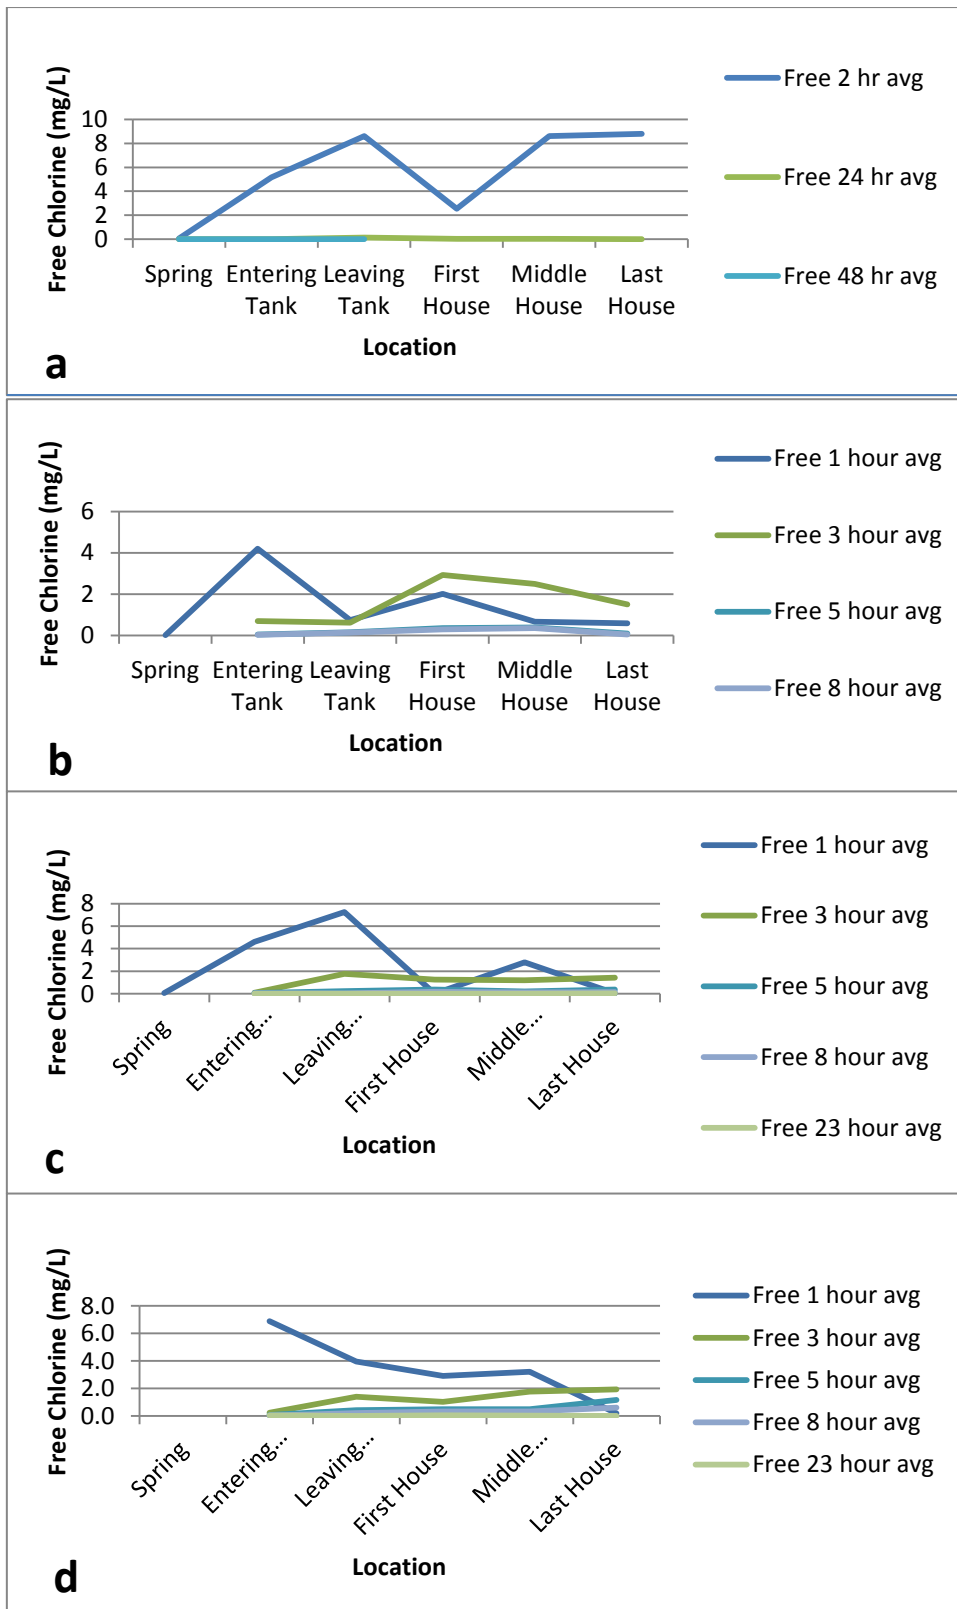 Free Chlorine (mg/L)
10
8
6
4
2
0
Spring
Entering
Tank
Leaving
Tank
First
House
Middle
House
Last
House
Location
Free 2 hr avg
Free 24 hr avg
Free 48 hr avg
a
Free Chlorine (mg/L)
6
4
2
0
Spring
Entering
Tank
Leaving
Tank
First
House
Middle
House
Last
House
Location
Free 1 hour avg
Free 3 hour avg
Free 5 hour avg
Free 8 hour avg
b
Free Chlorine (mg/L)
8
6
4
2
0
Spring
Entering...
Leaving...
First House
Middle...
Last House
Location
Free 1 hour avg
Free 3 hour avg
Free 5 hour avg
Free 8 hour avg
Free 23 hour avg
c
Free Chlorine (mg/L)
8.0
6.0
4.0
2.0
0.0
Spring
Entering...
Leaving...
First House
Middle...
Last House
Location
Free 1 hour avg
Free 3 hour avg
Free 5 hour avg
Free 8 hour avg
Free 23 hour avg
d